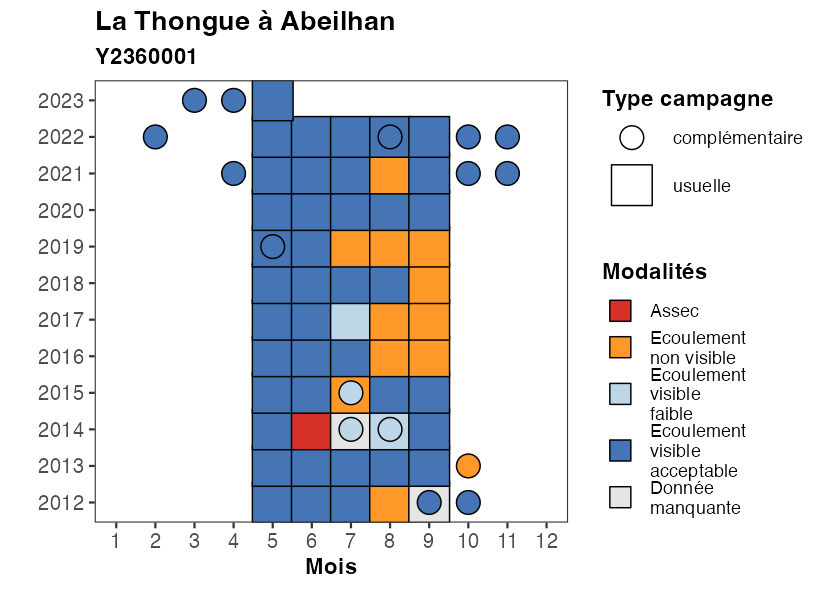 La Thongue à Abeilhan
Y2360001
2023
2022
2021
2020
2019
2018
2017
2016
2015
2014
2013
2012
1 2 3 4 5 6 7 8 9 10 11 12
Mois
Type campagne
complémentaire
usuelle
Modalités
Assec
Ecoulement
non visible
Ecoulement
visible
faible
Ecoulement
visible
acceptable
Donnée
manquante